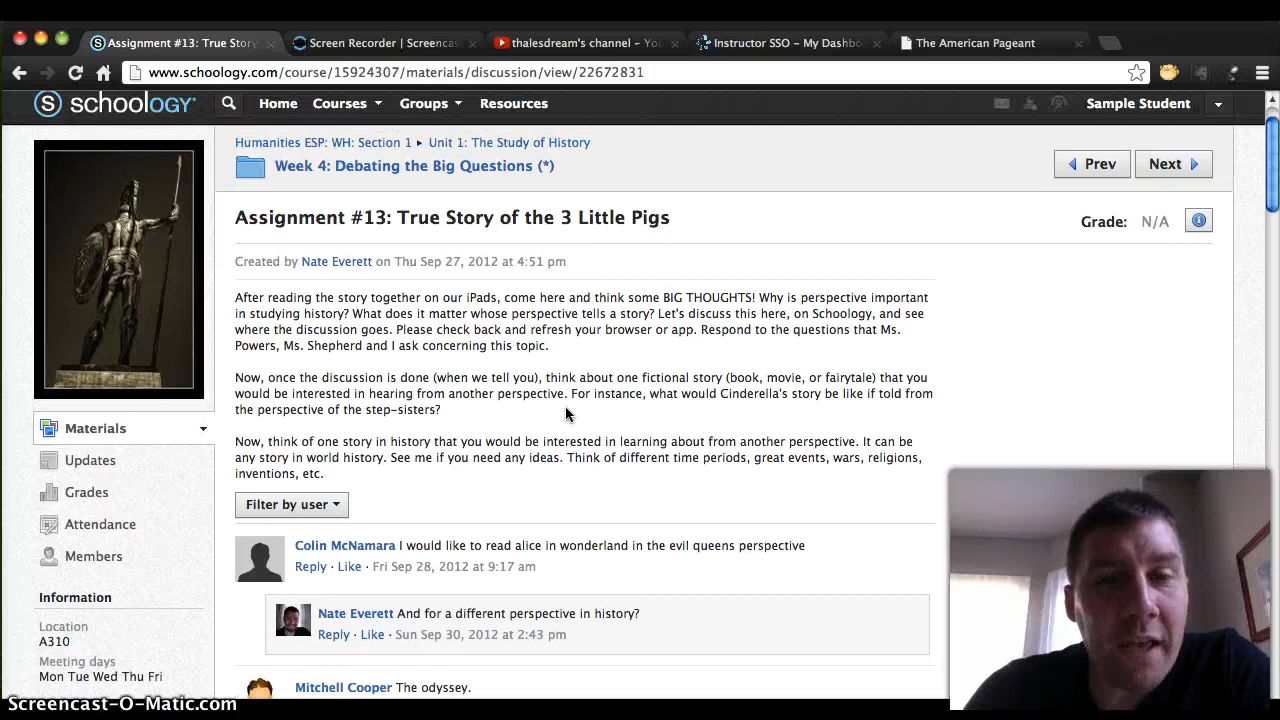 Assignment #13: True Story
Screen Recorder | Screencast
thalesdream's channel - You
Instructor SSO - My Dashbo
The American Pageant
www.schoology.com/course/15924307/materials/discussion/view/22672831
S schoology
Home Courses Groups Resources
Sample Student
Humanities ESP: WH: Section 1 ▸ Unit 1: The Study of History
Week 4: Debating the Big Questions (*)
Prev Next
Assignment #13: True Story of the 3 Little Pigs
Grade: N/A
Created by Nate Everett on Thu Sep 27, 2012 at 4:51 pm
After reading the story together on our iPads, come here and think some BIG THOUGHTS! Why is perspective important
in studying history? What does it matter whose perspective tells a story? Let's discuss this here, on Schoology, and see
where the discussion goes. Please check back and refresh your browser or app. Respond to the questions that Ms.
Powers, Ms. Shepherd and I ask concerning this topic.
Now, once the discussion is done (when we tell you), think about one fictional story (book, movie, or fairytale) that you
would be interested in hearing from another perspective. For instance, what would Cinderella's story be like if told from
the perspective of the step-sisters?
Now, think of one story in history that you would be interested in learning about from another perspective. It can be
any story in world history. See me if you need any ideas. Think of different time periods, great events, wars, religions,
inventions, etc.
Filter by user
Colin McNamara I would like to read alice in wonderland in the evil queens perspective
Reply · Like · Fri Sep 28, 2012 at 9:17 am
Nate Everett And for a different perspective in history?
Reply · Like · Sun Sep 30, 2012 at 2:43 pm
Mitchell Cooper The odyssey.
Materials
Updates
Grades
Attendance
Members
Information
Location
A310
Meeting days
Mon Tue Wed Thu Fri
Screencast-O-Matic.com